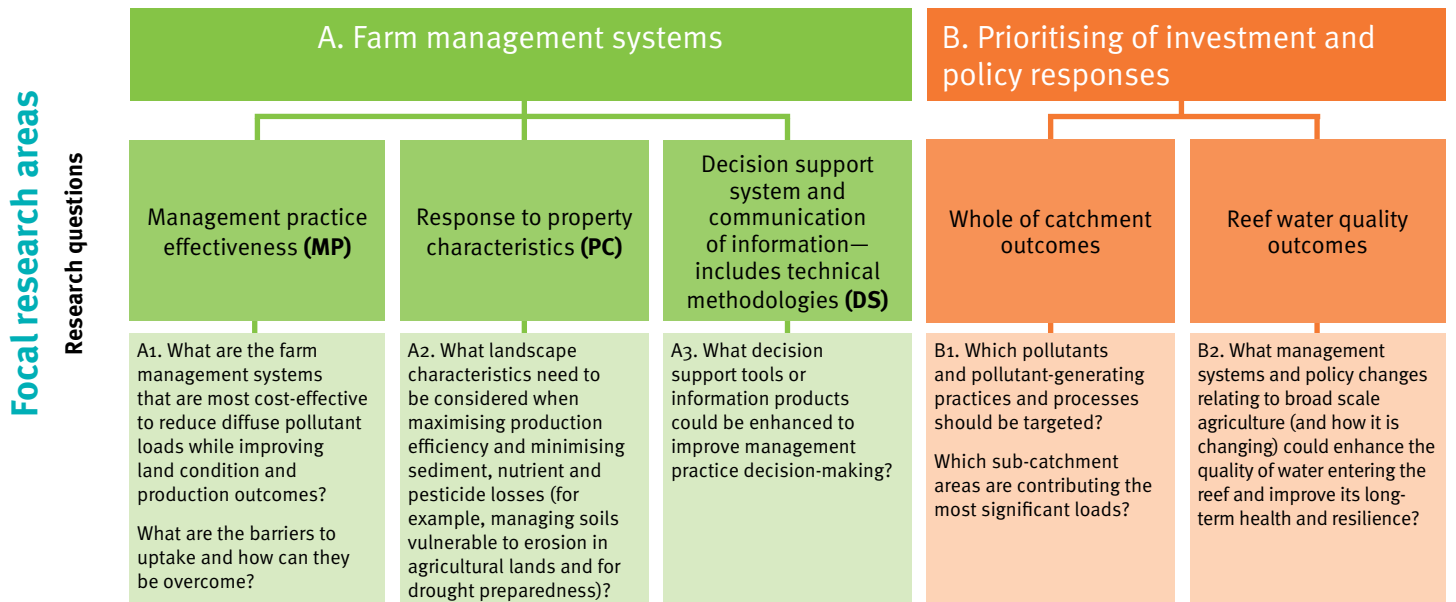 Focal research areas
Research questions
A. Farm management systems
Management practice
effectiveness (MP)
A1. What are the farm
management systems
that are most cost-effective
to reduce diffuse pollutant
loads while improving
land condition and
production outcomes?
What are the barriers to
uptake and how can they
be overcome?
Response to property
characteristics (PC)
A2. What landscape
characteristics need to
be considered when
maximising production
efficiency and minimising
sediment, nutrient and
pesticide losses (for
example, managing soils
vulnerable to erosion in
agricultural lands and for
drought preparedness)?
Decision support
system and
communication
of information—
includes technical
methodologies (DS)
A3. What decision
support tools or
information products
could be enhanced to
improve management
practice decision-making?
B. Prioritising of investment and
policy responses
Whole of catchment
outcomes
B1. Which pollutants
and pollutant-generating
practices and processes
should be targeted?
Which sub-catchment
areas are contributing the
most significant loads?
Reef water quality
outcomes
B2. What management
systems and policy changes
relating to broad scale
agriculture (and how it is
changing) could enhance the
quality of water entering the
reef and improve its long-
term health and resilience?